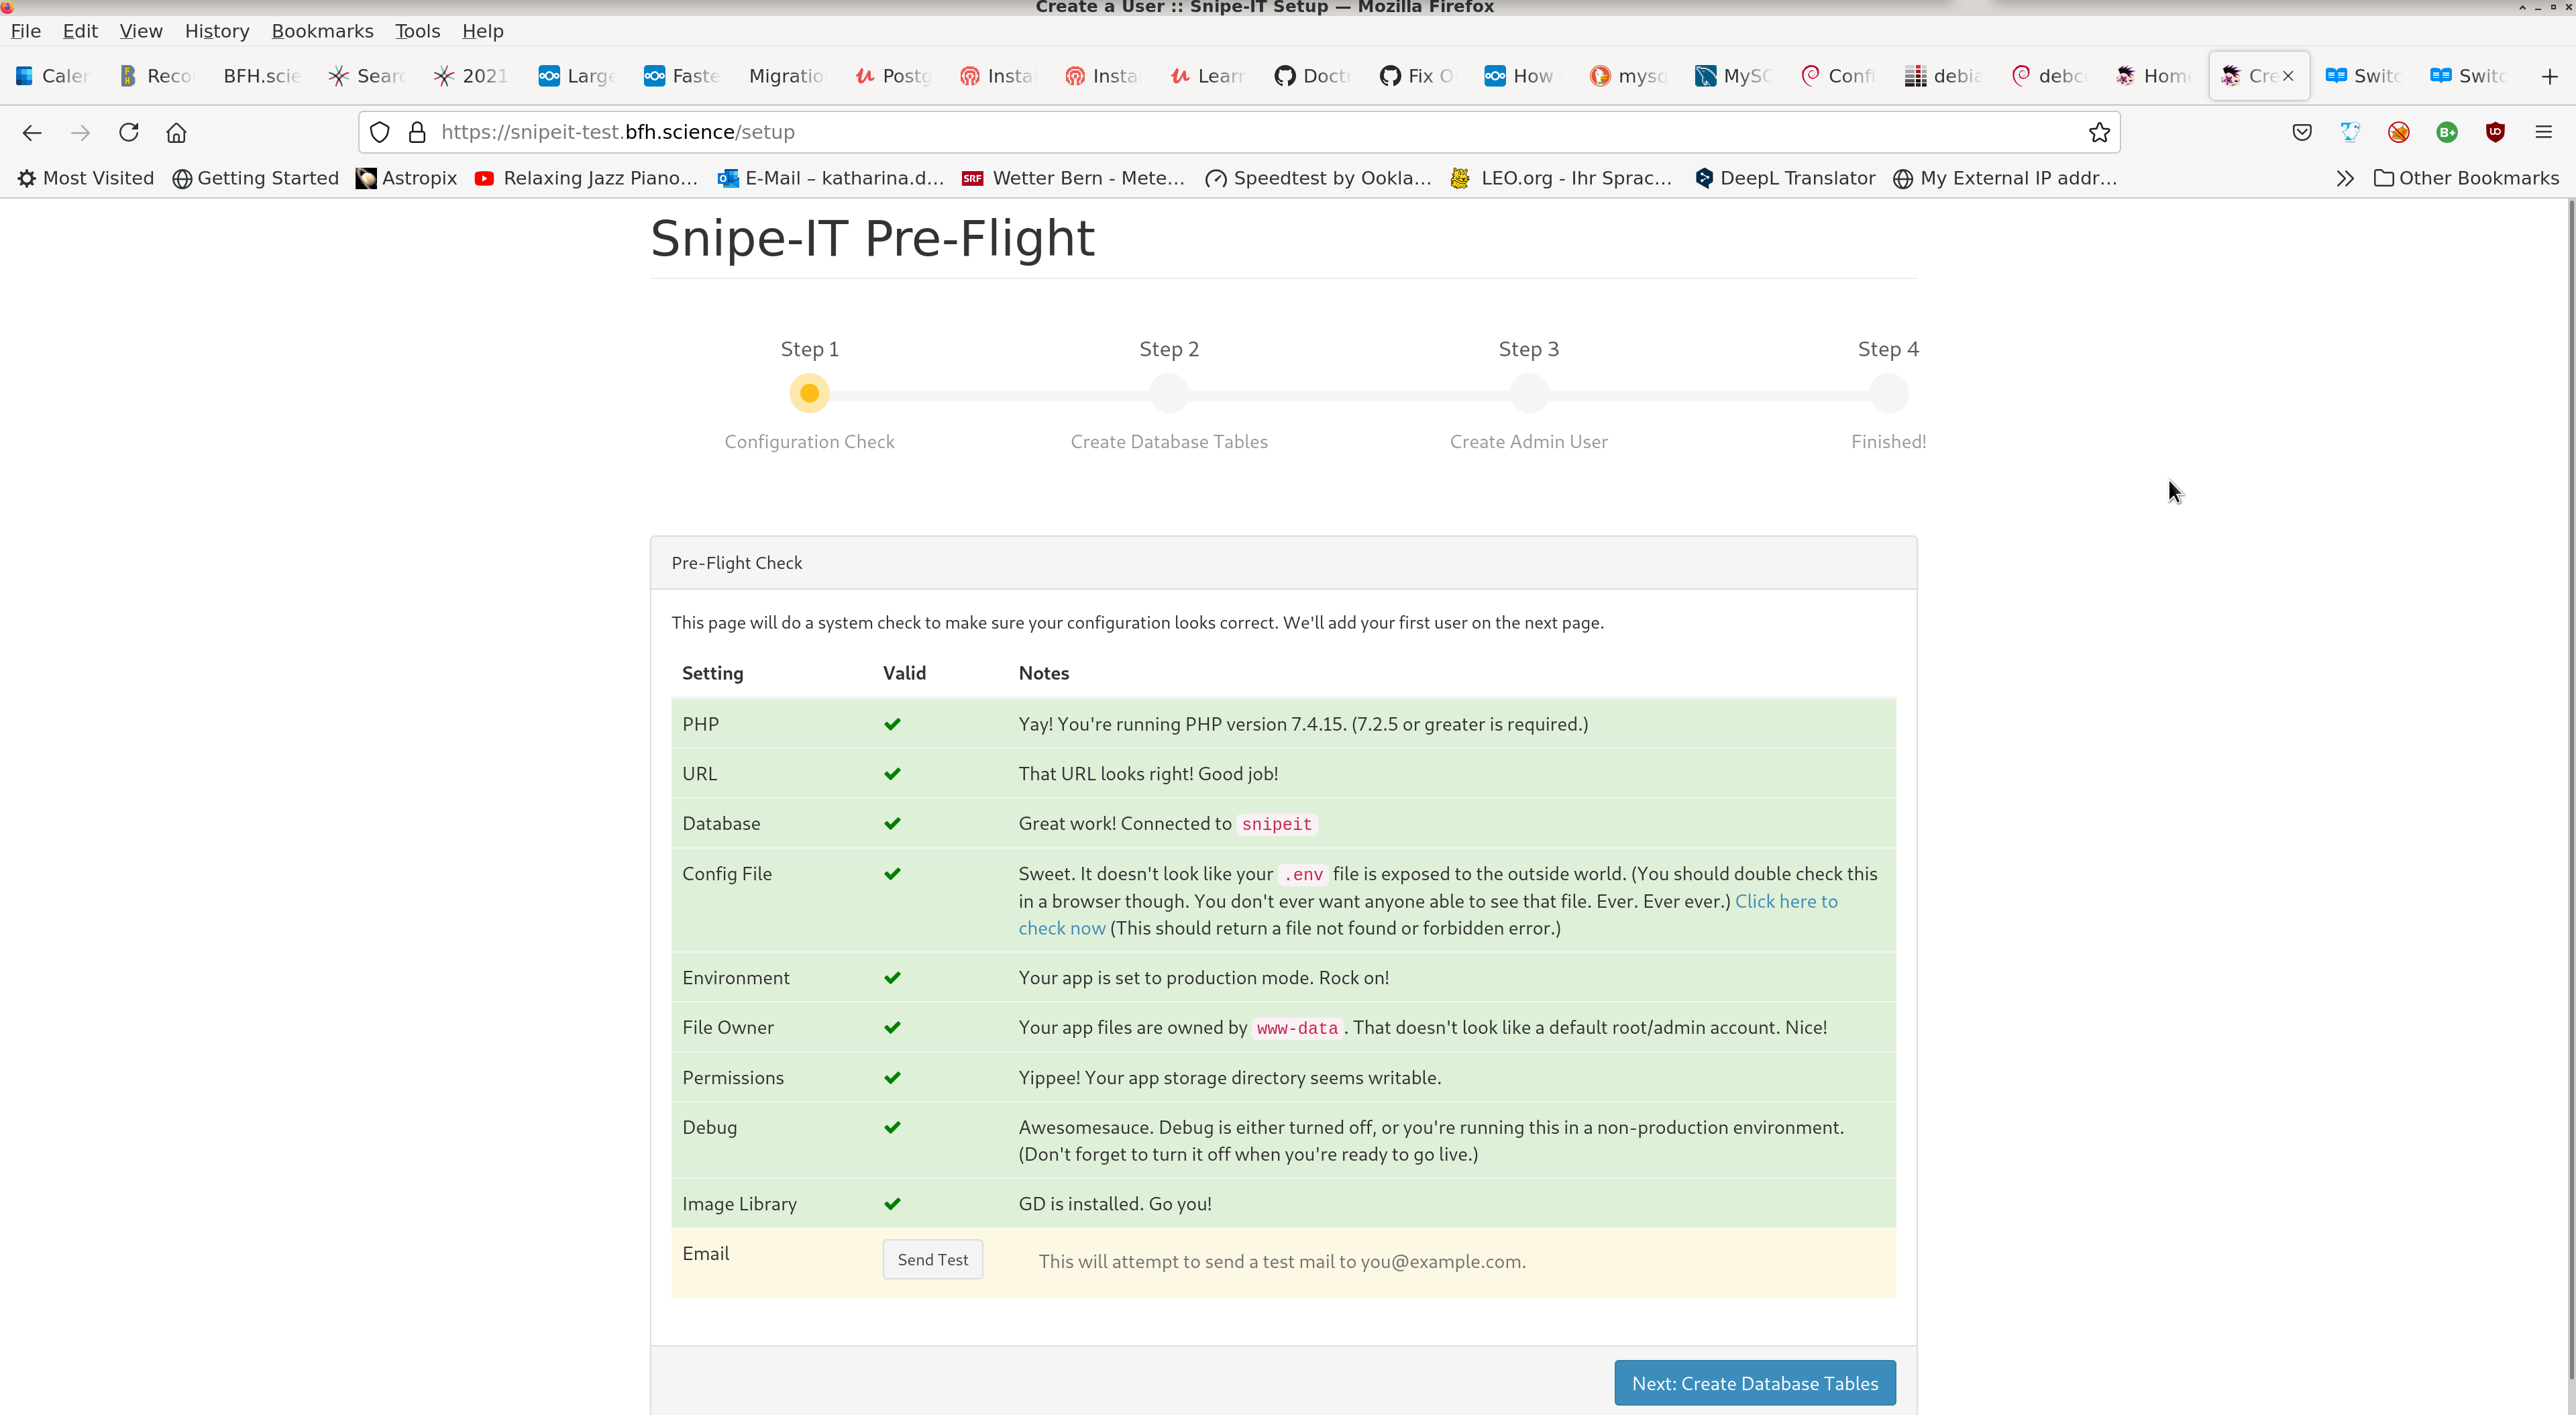 Create a User :: Snipe-IT Setup — Mozilla Firefox
File Edit View History Bookmarks Tools Help
BFH.scie 2021 Large Faste Migratio Insta Insta Learn Fix O How debia Home
https://snipeit-test.bfh.science/setup
Most Visited Getting Started Astropix Relaxing Jazz Piano... E-Mail – katharina.d... SRF Wetter Bern - Mete... Speedtest by Ookla... LEO.org - Ihr Sprac... DeepL Translator My External IP addr... Other Bookmarks
Snipe-IT Pre-Flight
Step 1 Step 2 Step 3 Step 4
Configuration Check Create Database Tables Create Admin User Finished!
Pre-Flight Check
This page will do a system check to make sure your configuration looks correct. We'll add your first user on the next page.
Setting Valid Notes
PHP Yay! You're running PHP version 7.4.15. (7.2.5 or greater is required.)
URL That URL looks right! Good job!
Database Great work! Connected to snipeit
Config File Sweet. It doesn't look like your .env file is exposed to the outside world. (You should double check this
in a browser though. You don't ever want anyone able to see that file. Ever. Ever ever.) Click here to
check now (This should return a file not found or forbidden error.)
Environment Your app is set to production mode. Rock on!
File Owner Your app files are owned by www-data. That doesn't look like a default root/admin account. Nice!
Permissions Yippee! Your app storage directory seems writable.
Debug Awesomesauce. Debug is either turned off, or you're running this in a non-production environment.
(Don't forget to turn it off when you're ready to go live.)
Image Library GD is installed. Go you!
Email Send Test This will attempt to send a test mail to you@example.com.
Next: Create Database Tables